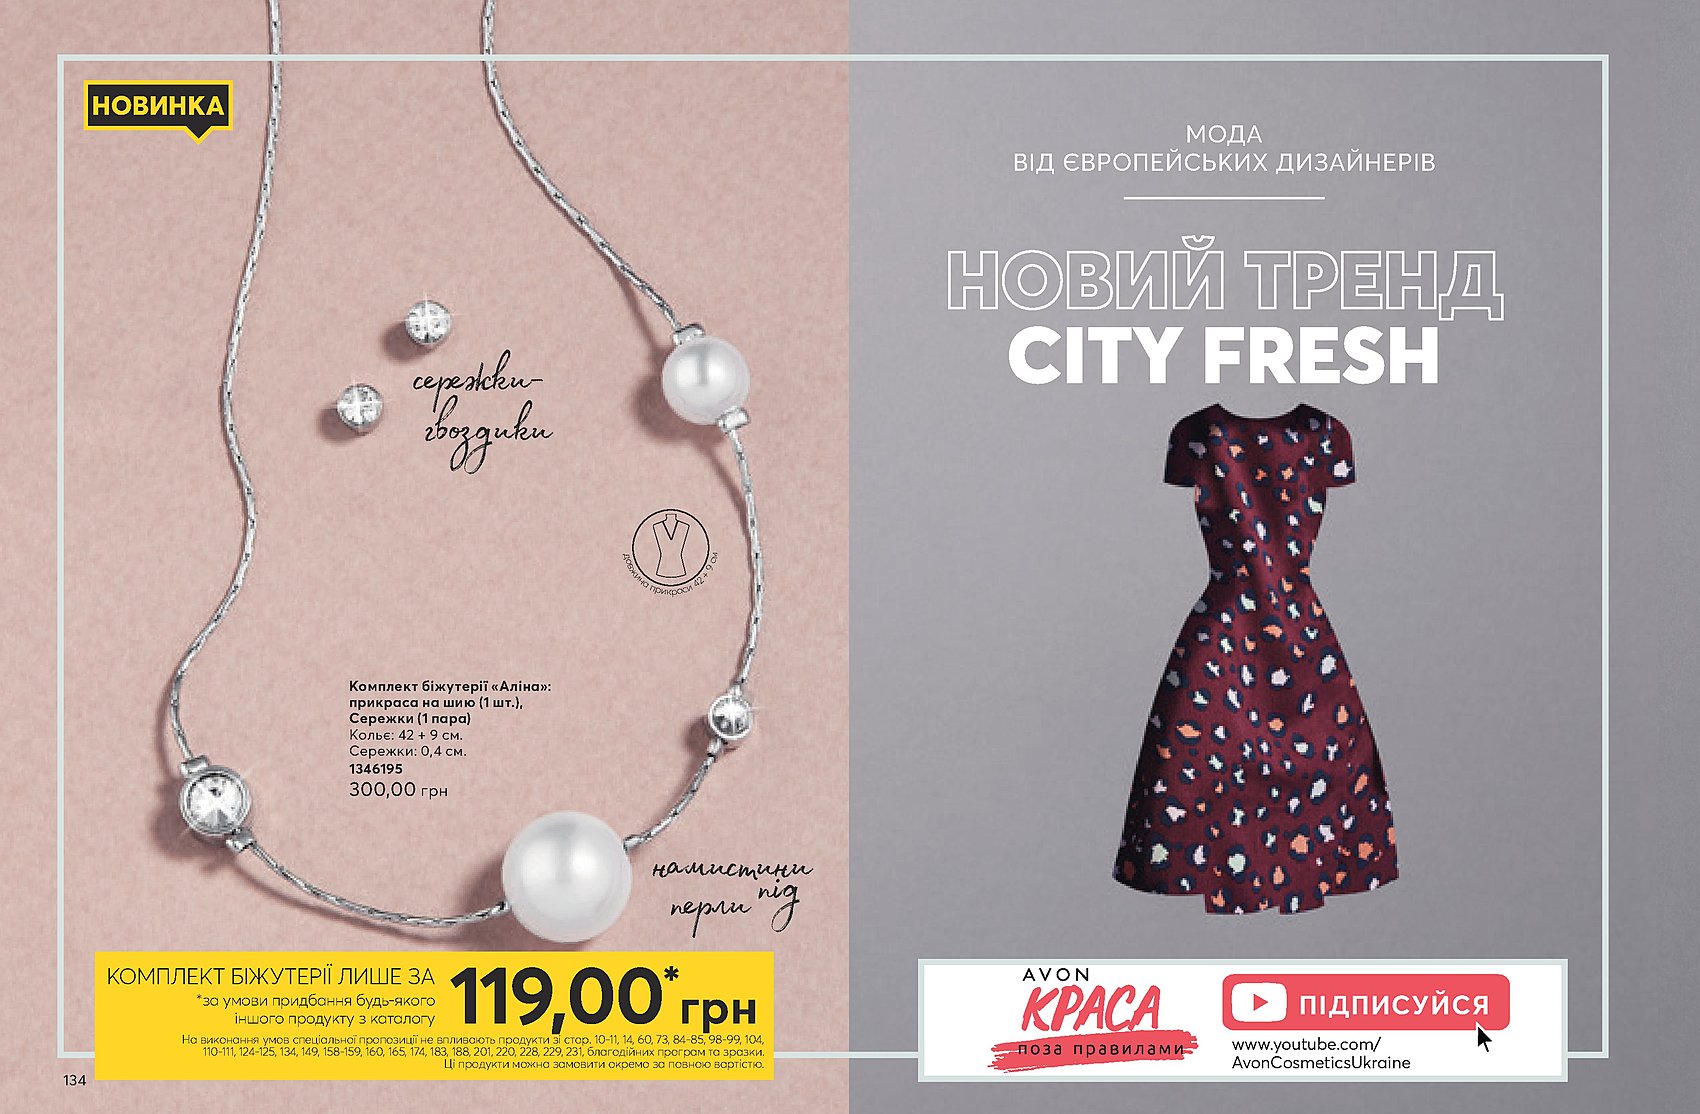 НОВИНКА
сережки-
гвоздики
довжина прикраси 42 + 9 см
Комплект біжутерії «Аліна»:
прикраса на шию (1 шт.),
Сережки (1 пара)
Кольє: 42 + 9 см.
Сережки: 0,4 см.
1346195
300,00 грн
намистини
під
перли
КОМПЛЕКТ БІЖУТЕРІЇ ЛИШЕ ЗА
119,00* грн
*за умови придбання будь-якого
іншого продукту з каталогу
На виконання умов спеціальної пропозиції не впливають продукти зі стор. 10-11, 14, 60, 73, 84-85, 98-99, 104,
110-111, 124-125, 134, 149, 158-159, 160, 165, 174, 183, 188, 201, 220, 228, 229, 231, благодійних програм та зразки.
Ці продукти можна замовити окремо за повною вартістю.
134
МОДА
ВІД ЄВРОПЕЙСЬКИХ ДИЗАЙНЕРІВ
НОВИЙ ТРЕНД
CITY FRESH
AVON
КРАСА
поза правилами
ПІДПИСУЙСЯ
www.youtube.com/
AvonCosmeticsUkraine